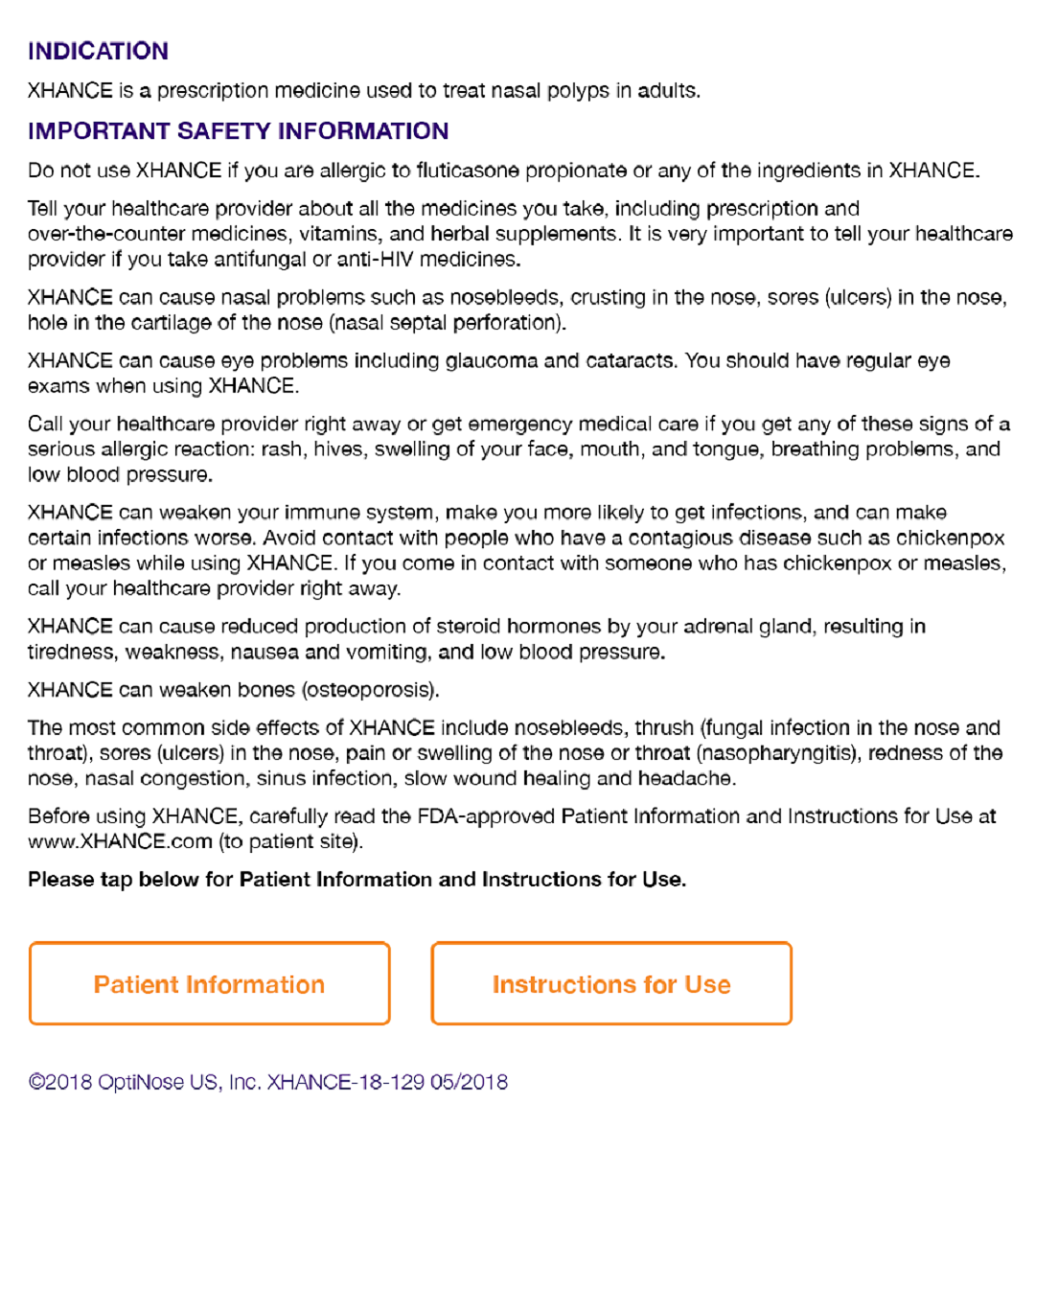 INDICATION
XHANCE is a prescription medicine used to treat nasal polyps in adults.
IMPORTANT SAFETY INFORMATION
Do not use XHANCE if you are allergic to fluticasone propionate or any of the ingredients in XHANCE.
Tell your healthcare provider about all the medicines you take, including prescription and
over-the-counter medicines, vitamins, and herbal supplements. It is very important to tell your healthcare
provider if you take antifungal or anti-HIV medicines.
XHANCE can cause nasal problems such as nosebleeds, crusting in the nose, sores (ulcers) in the nose,
hole in the cartilage of the nose (nasal septal perforation).
XHANCE can cause eye problems including glaucoma and cataracts. You should have regular eye
exams when using XHANCE.
Call your healthcare provider right away or get emergency medical care if you get any of these signs of a
serious allergic reaction: rash, hives, swelling of your face, mouth, and tongue, breathing problems, and
low blood pressure.
XHANCE can weaken your immune system, make you more likely to get infections, and can make
certain infections worse. Avoid contact with people who have a contagious disease such as chickenpox
or measles while using XHANCE. If you come in contact with someone who has chickenpox or measles,
call your healthcare provider right away.
XHANCE can cause reduced production of steroid hormones by your adrenal gland, resulting in
tiredness, weakness, nausea and vomiting, and low blood pressure.
XHANCE can weaken bones (osteoporosis).
The most common side effects of XHANCE include nosebleeds, thrush (fungal infection in the nose and
throat), sores (ulcers) in the nose, pain or swelling of the nose or throat (nasopharyngitis), redness of the
nose, nasal congestion, sinus infection, slow wound healing and headache.
Before using XHANCE, carefully read the FDA-approved Patient Information and Instructions for Use at
www.XHANCE.com (to patient site).
Please tap below for Patient Information and Instructions for Use.
Patient Information
Instructions for Use
©2018 OptiNose US, Inc. XHANCE-18-129 05/2018